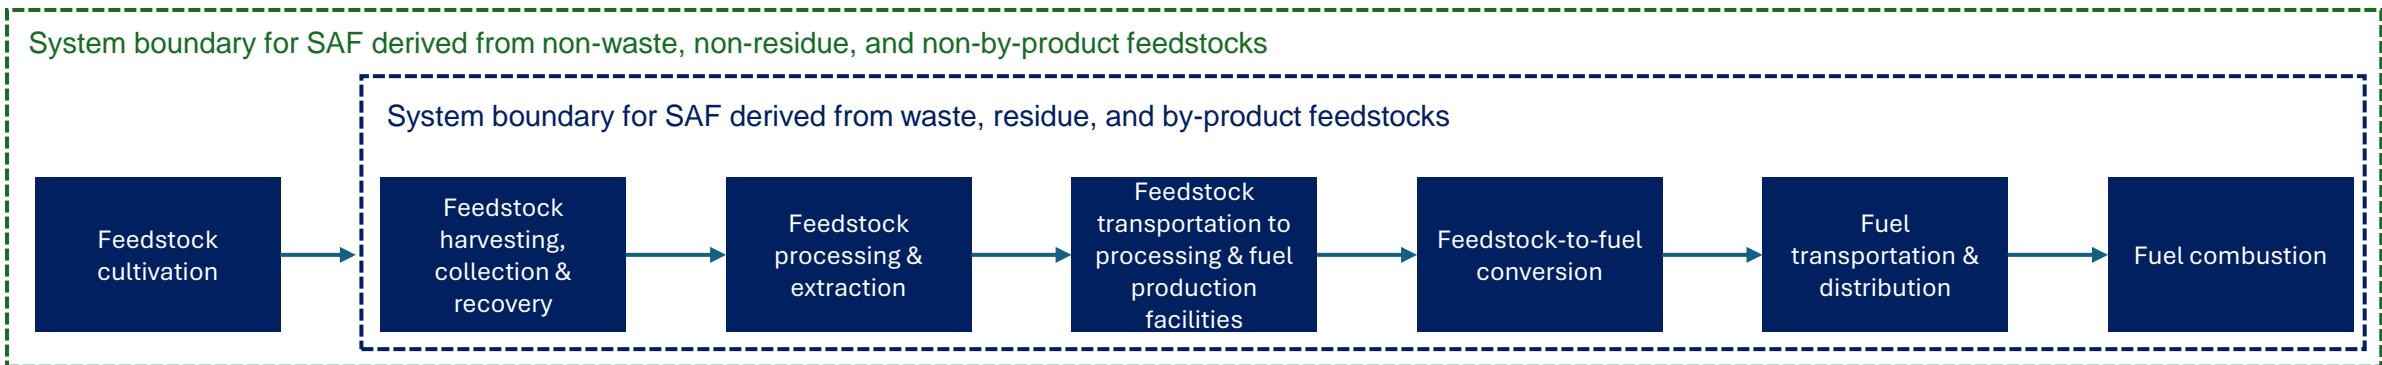 System boundary for SAF derived from non-waste, non-residue, and non-by-product feedstocks
System boundary for SAF derived from waste, residue, and by-product feedstocks
Feedstock
cultivation
Feedstock
harvesting,
collection &
recovery
Feedstock
processing &
extraction
Feedstock
transportation to
processing & fuel
production
facilities
Feedstock-to-fuel
conversion
Fuel
transportation &
distribution
Fuel combustion